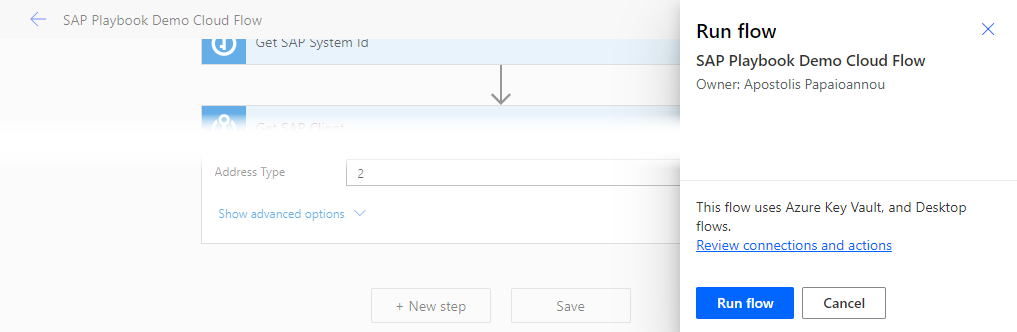 SAP Playbook Demo Cloud Flow
Get SAP System Id
Get SAP Client
Address Type
2
Show advanced options
+ New step
Save
Run flow
SAP Playbook Demo Cloud Flow
Owner: Apostolis Papaioannou
This flow uses Azure Key Vault, and Desktop
flows.
Review connections and actions
Run flow
Cancel